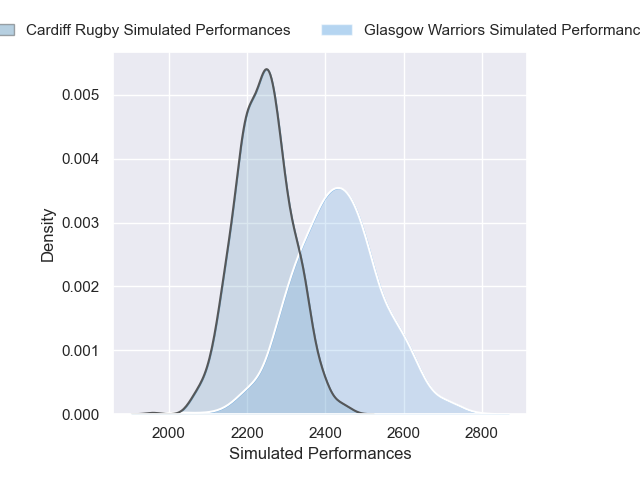 Cardiff Rugby Simulated Performances
Glasgow Warriors Simulated Performanc
0.005
0.004
0.003
0.002
0.001
0.000
Density
2000 2200 2400 2600 2800
Simulated Performances